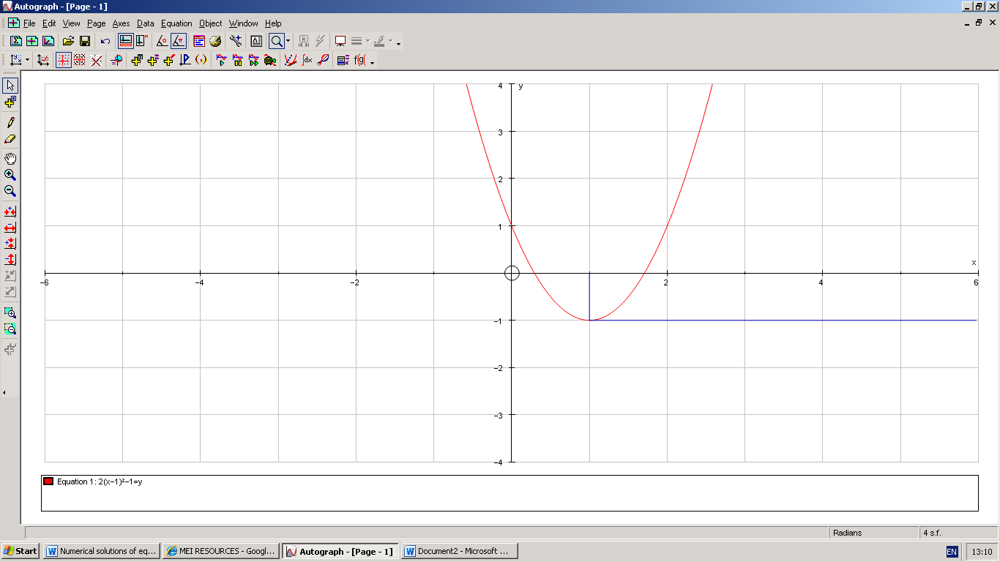 Autograph - [Page - 1]
File Edit View Page Axes Data Equation Object Window Help
∫dx f(g(
4 y
3
2
1
x
-6 -4 -2 2 4 6
-1
-2
-3
-4
Equation 1: 2(x-1)²-1=y
Radians 4 s.f.
Start Numerical solutions of eq... MEI RESOURCES - Googl... Autograph - [Page - 1] Document2 - Microsoft ... EN 13:10